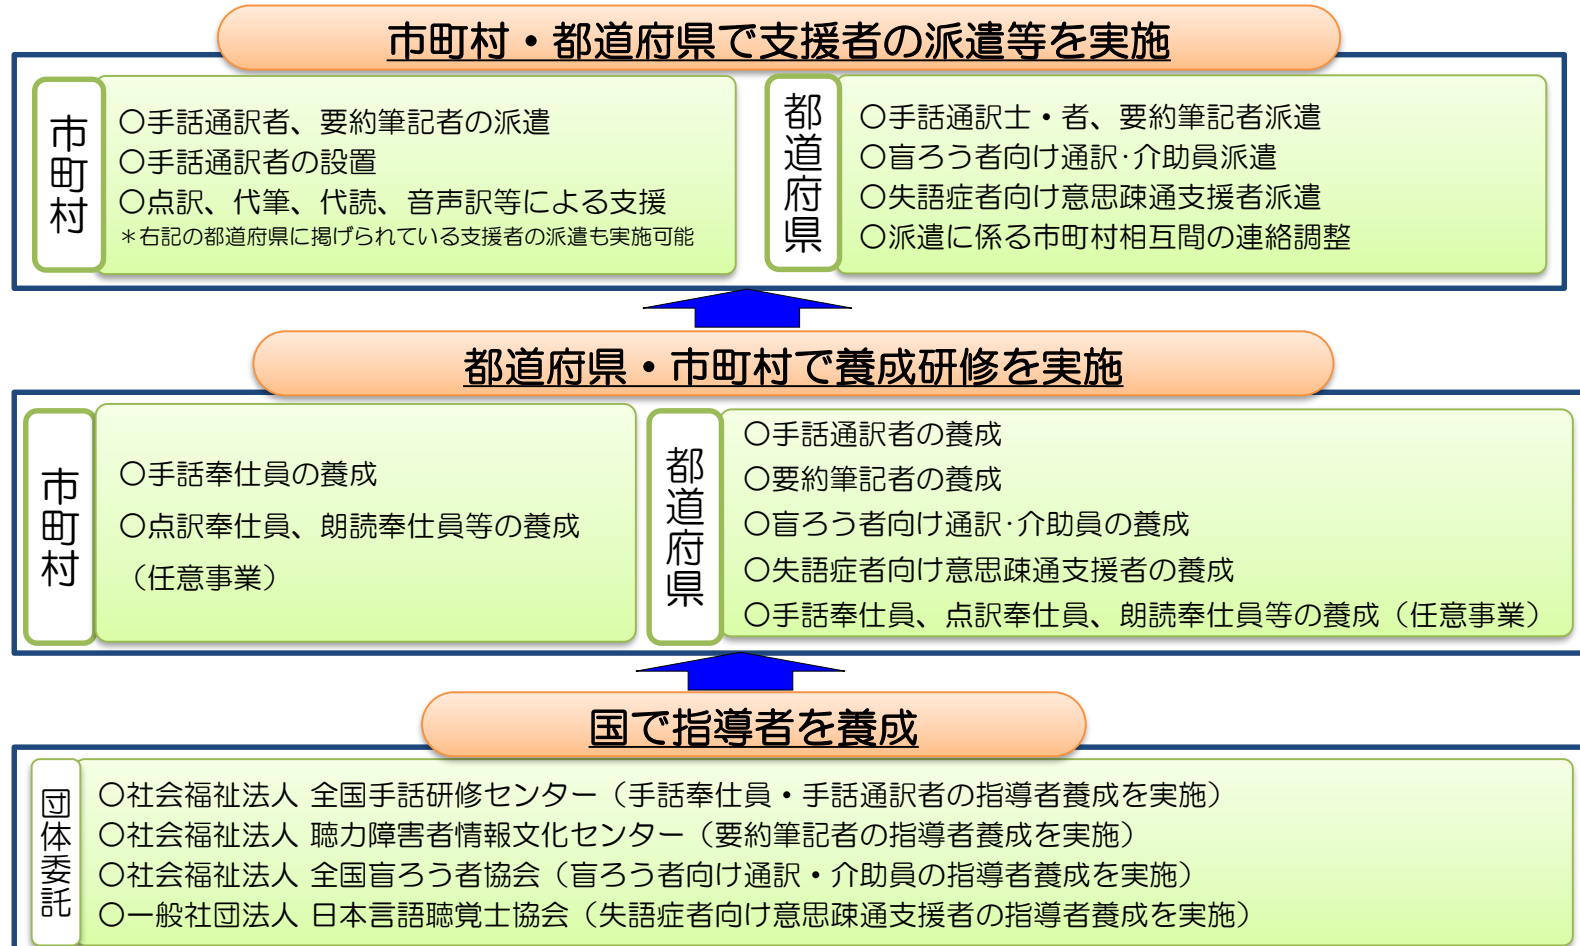 市町村・都道府県で支援者の派遣等を実施
市町村
〇手話通訳者、要約筆記者の派遣
〇手話通訳者の設置
〇点訳、代筆、代読、音声訳等による支援
＊右記の都道府県に掲げられている支援者の派遣も実施可能
都道府県
〇手話通訳士・者、要約筆記者派遣
〇盲ろう者向け通訳･介助員派遣
〇失語症者向け意思疎通支援者派遣
〇派遣に係る市町村相互間の連絡調整
都道府県・市町村で養成研修を実施
市町村
〇手話奉仕員の養成
〇点訳奉仕員、朗読奉仕員等の養成
（任意事業）
都道府県
〇手話通訳者の養成
〇要約筆記者の養成
〇盲ろう者向け通訳･介助員の養成
〇失語症者向け意思疎通支援者の養成
〇手話奉仕員、点訳奉仕員、朗読奉仕員等の養成（任意事業）
国で指導者を養成
団体委託
〇社会福祉法人 全国手話研修センター（手話奉仕員・手話通訳者の指導者養成を実施）
〇社会福祉法人 聴力障害者情報文化センター（要約筆記者の指導者養成を実施）
〇社会福祉法人 全国盲ろう者協会（盲ろう者向け通訳・介助員の指導者養成を実施）
〇一般社団法人 日本言語聴覚士協会（失語症者向け意思疎通支援者の指導者養成を実施）